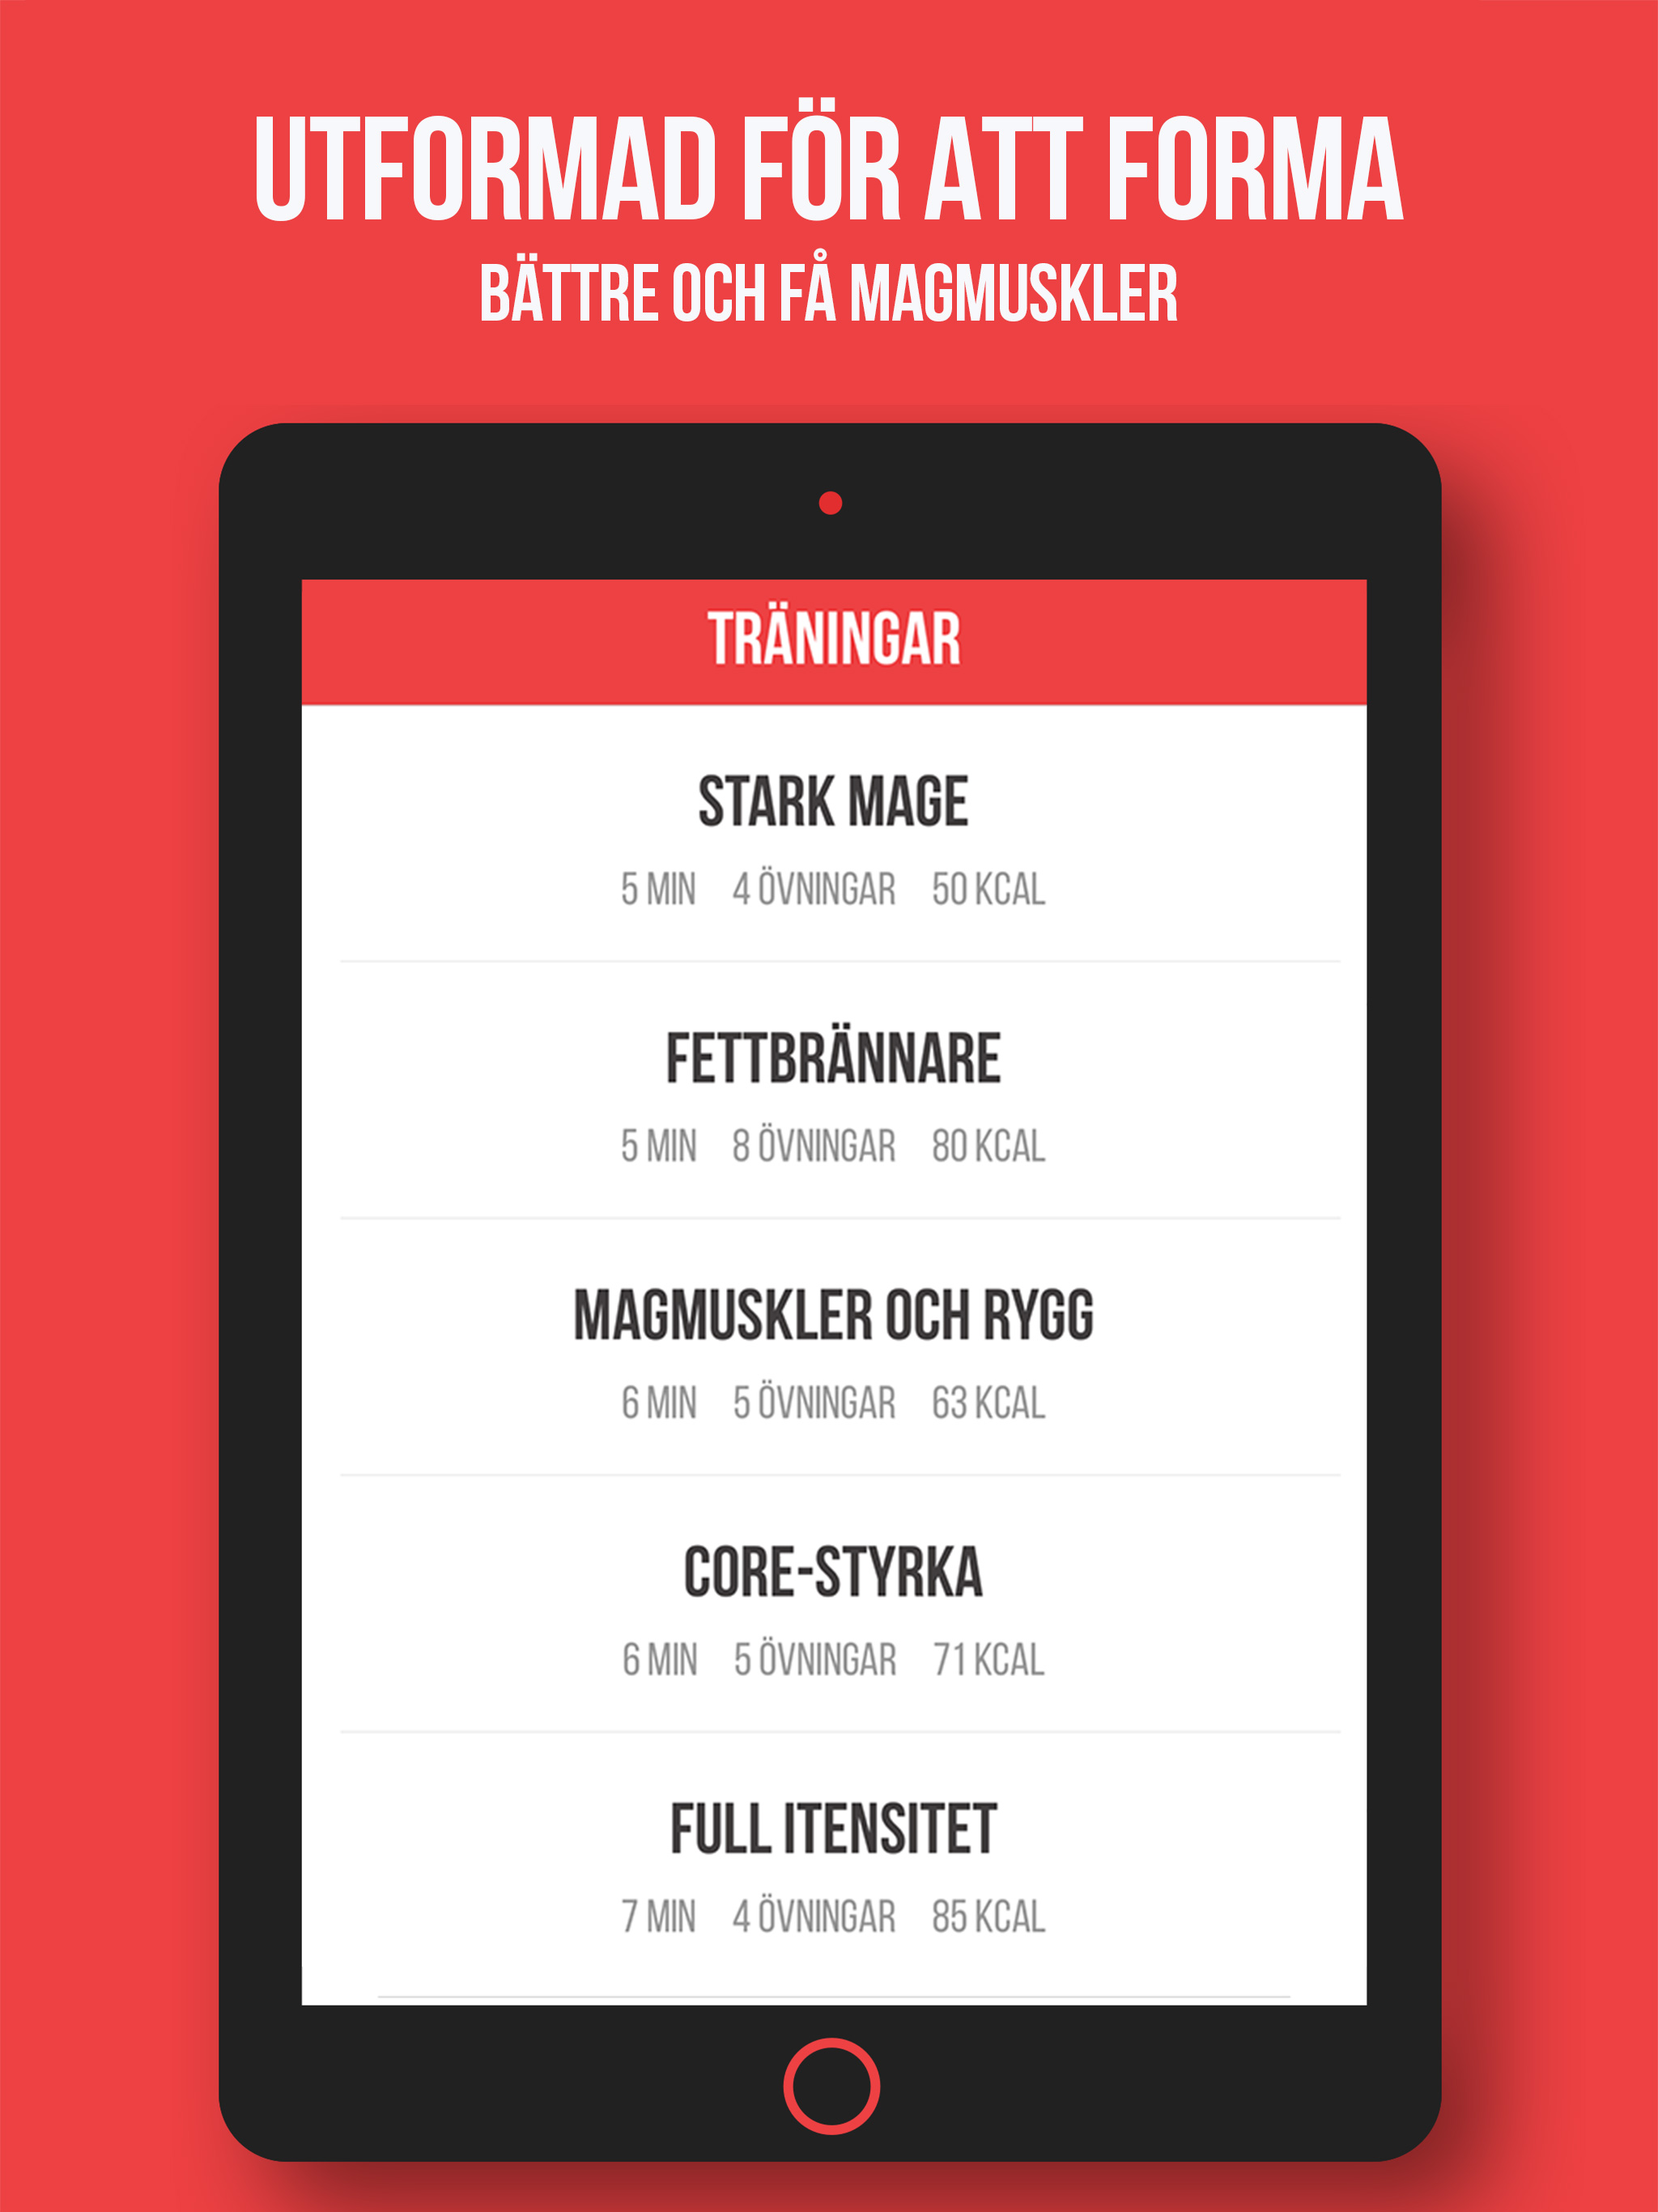 UTFORMAD FÖR ATT FORMA
BÄTTRE OCH FÅ MAGMUSKLER
TRÄNINGAR
STARK MAGE
5 MIN 4 ÖVNINGAR 50 KCAL
FETTBRÄNNARE
5 MIN 8 ÖVNINGAR 80 KCAL
MAGMUSKLER OCH RYGG
6 MIN 5 ÖVNINGAR 63 KCAL
CORE-STYRKA
6 MIN 5 ÖVNINGAR 71 KCAL
FULL ITENSITET
7 MIN 4 ÖVNINGAR 85 KCAL